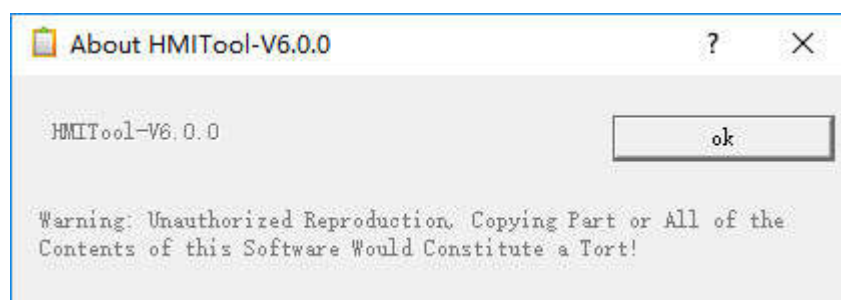 About HMITool-V6.0.0
?
HMITool-V6.0.0
ok
Warning: Unauthorized Reproduction, Copying Part or All of the
Contents of this Software Would Constitute a Tort!